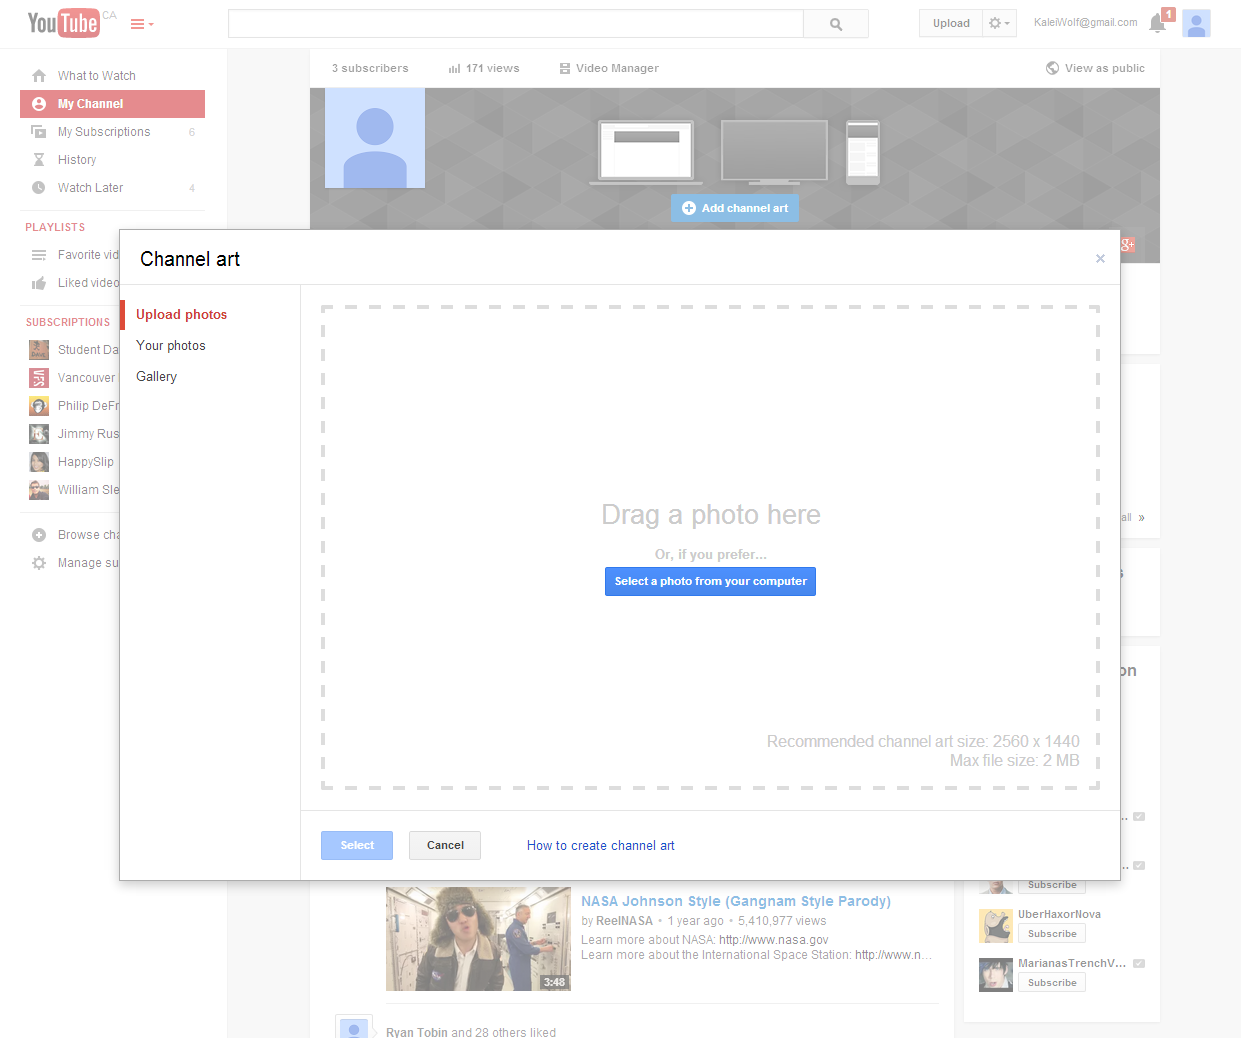 YouTube CA
Upload
KaleiWolf@gmail.com
1
What to Watch
My Channel
My Subscriptions 6
History
Watch Later 4
PLAYLISTS
Favorite vid
Liked video
SUBSCRIPTIONS
Student Da
Vancouver
Philip DeFr
Jimmy Rus
HappySlip
William Sle
Browse cha
Manage su
3 subscribers
171 views
Video Manager
View as public
Add channel art
g+
Channel art
×
Upload photos
Your photos
Gallery
Drag a photo here
Or, if you prefer...
Select a photo from your computer
Recommended channel art size: 2560 x 1440
Max file size: 2 MB
Select
Cancel
How to create channel art
all »
s
on
..
..
Subscribe
UberHaxorNova
Subscribe
MarianasTrenchV...
Subscribe
NASA Johnson Style (Gangnam Style Parody)
by ReelNASA • 1 year ago • 5,410,977 views
Learn more about NASA: http://www.nasa.gov
Learn more about the International Space Station: http://www.n...
3:48
Ryan Tobin and 28 others liked